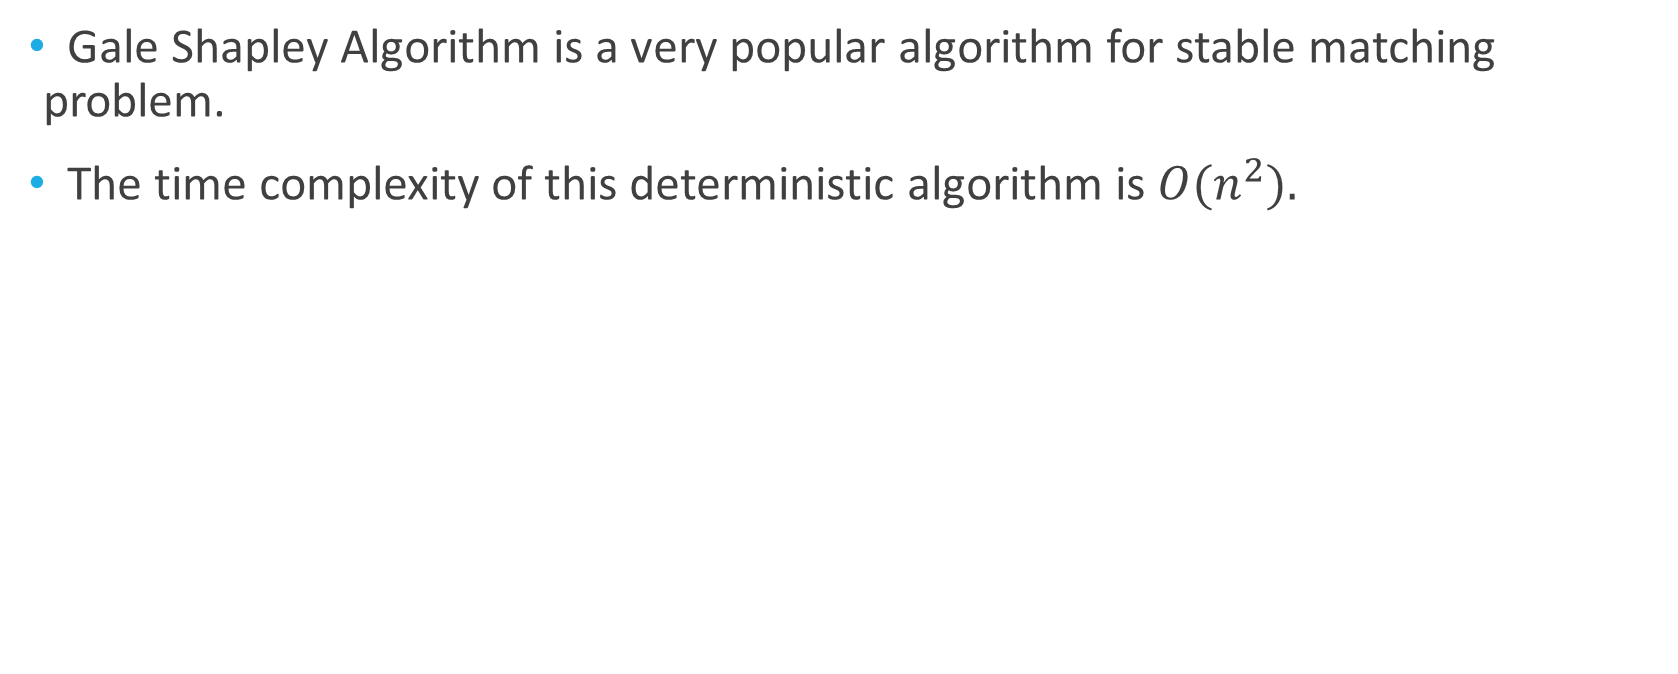 • Gale Shapley Algorithm is a very popular algorithm for stable matching
problem.
• The time complexity of this deterministic algorithm is O(n²).